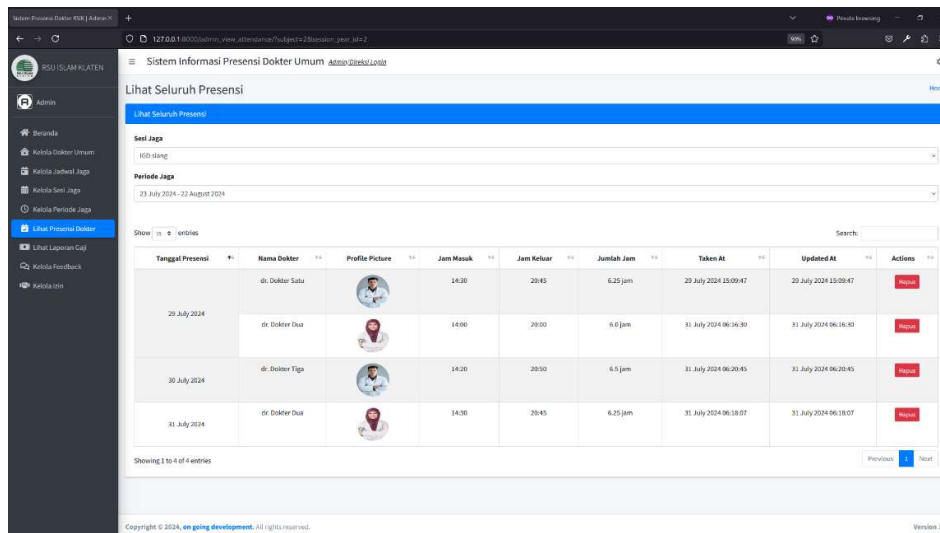 Sistem Presensi Dokter RSIK | Admin
Private browsing
127.0.0.1:8000/admin_view_attendance/?subject=2&session_year_id=2
90%
RSU ISLAM KLATEN
Sistem Informasi Presensi Dokter Umum Admin/Direksi Login
Admin
Lihat Seluruh Presensi
Lihat Seluruh Presensi
Beranda
Kelola Dokter Umum
Kelola Jadwal Jaga
Kelola Sesi Jaga
Kelola Periode Jaga
Lihat Presensi Dokter
Lihat Laporan Gaji
Kelola Feedback
Kelola Izin
Sesi Jaga
IGD siang
Periode Jaga
23 July 2024 - 22 August 2024
Show entries
Search:
Tanggal Presensi Nama Dokter Profile Picture Jam Masuk Jam Keluar Jumlah Jam Taken At Updated At Actions
29 July 2024 dr. Dokter Satu 14:30 20:45 6.25 jam 29 July 2024 15:09:47 29 July 2024 15:09:47 Hapus
dr. Dokter Dua 14:00 20:00 6.0 jam 31 July 2024 06:16:30 31 July 2024 06:16:30 Hapus
30 July 2024 dr. Dokter Tiga 14:20 20:50 6.5 jam 31 July 2024 06:20:45 31 July 2024 06:20:45 Hapus
31 July 2024 dr. Dokter Dua 14:30 20:45 6.25 jam 31 July 2024 06:18:07 31 July 2024 06:18:07 Hapus
Showing 1 to 4 of 4 entries
Previous 1 Next
Copyright © 2024, on going development. All rights reserved.
Version